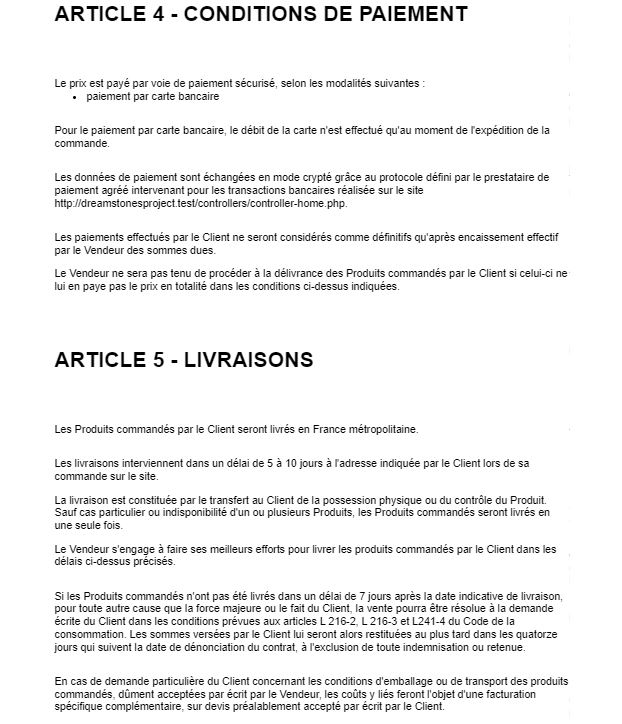 ARTICLE 4 - CONDITIONS DE PAIEMENT
Le prix est payé par voie de paiement sécurisé, selon les modalités suivantes :
• paiement par carte bancaire
Pour le paiement par carte bancaire, le débit de la carte n'est effectué qu'au moment de l'expédition de la
commande.
Les données de paiement sont échangées en mode crypté grâce au protocole défini par le prestataire de
paiement agréé intervenant pour les transactions bancaires réalisée sur le site
http://dreamstonesproject.test/controllers/controller-home.php.
Les paiements effectués par le Client ne seront considérés comme définitifs qu'après encaissement effectif
par le Vendeur des sommes dues.
Le Vendeur ne sera pas tenu de procéder à la délivrance des Produits commandés par le Client si celui-ci ne
lui en paye pas le prix en totalité dans les conditions ci-dessus indiquées.
ARTICLE 5 - LIVRAISONS
Les Produits commandés par le Client seront livrés en France métropolitaine.
Les livraisons interviennent dans un délai de 5 à 10 jours à l'adresse indiquée par le Client lors de sa
commande sur le site.
La livraison est constituée par le transfert au Client de la possession physique ou du contrôle du Produit.
Sauf cas particulier ou indisponibilité d'un ou plusieurs Produits, les Produits commandés seront livrés en
une seule fois.
Le Vendeur s'engage à faire ses meilleurs efforts pour livrer les produits commandés par le Client dans les
délais ci-dessus précisés.
Si les Produits commandés n'ont pas été livrés dans un délai de 7 jours après la date indicative de livraison,
pour toute autre cause que la force majeure ou le fait du Client, la vente pourra être résolue à la demande
écrite du Client dans les conditions prévues aux articles L 216-2, L 216-3 et L241-4 du Code de la
consommation. Les sommes versées par le Client lui seront alors restituées au plus tard dans les quatorze
jours qui suivent la date de dénonciation du contrat, à l'exclusion de toute indemnisation ou retenue.
En cas de demande particulière du Client concernant les conditions d'emballage ou de transport des produits
commandés, dûment acceptées par écrit par le Vendeur, les coûts y liés feront l'objet d'une facturation
spécifique complémentaire, sur devis préalablement accepté par écrit par le Client.